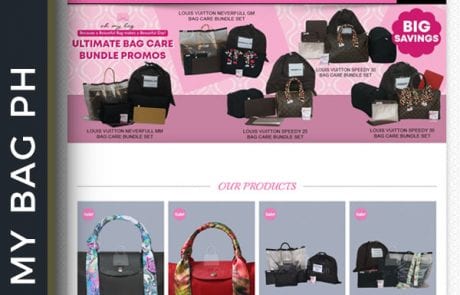 MY BAG PH
LOUIS VUITTON NEVERFULL GM
BAG CARE BUNDLE SET
oh my bag
Because a Beautiful Bag makes a Beautiful Day!
ULTIMATE BAG CARE
BUNDLE PROMOS
BIG
SAVINGS
LOUIS VUITTON SPEEDY 30
BAG CARE BUNDLE SET
LOUIS VUITTON NEVERFULL MM
BAG CARE BUNDLE SET
LOUIS VUITTON SPEEDY 25
BAG CARE BUNDLE SET
LOUIS VUITTON SPEEDY 35
BAG CARE BUNDLE SET
OUR PRODUCTS
Sale!
Sale!
Sale!
Sale!